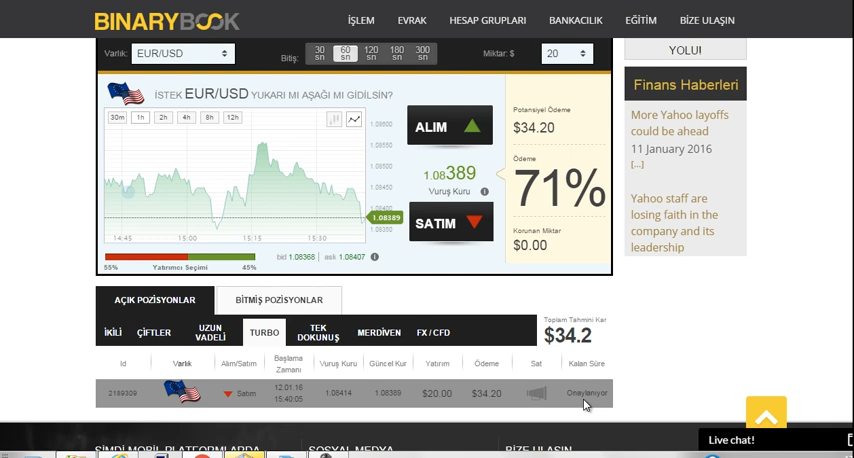 BINARYBOOK
İŞLEM EVRAK HESAP GRUPLARI BANKACILIK EĞİTİM BİZE ULAŞIN
Varlık: EUR/USD Bitiş: 30 sn 60 sn 120 sn 180 sn 300 sn Miktar: $ 20
YOLU!
İSTEK EUR/USD YUKARI MI AŞAĞI MI GİDİLSİN?
30m 1h 2h 4h 8h 12h
1.08600
1.08550
1.08500
1.08450
1.08400
1.08389
1.08350
14:45 15:00 15:15 15:30
55% Yatırımcı Seçimi 45%
bid 1.08368 | ask 1.08407
ALIM
1.08389
Vuruş Kuru
SATIM
Potansiyel Ödeme
$34.20
Ödeme
71%
Korunan Miktar
$0.00
Finans Haberleri
More Yahoo layoffs
could be ahead
11 January 2016
[...]
Yahoo staff are
losing faith in the
company and its
leadership
AÇIK POZİSYONLAR BİTMİŞ POZİSYONLAR
İKİLİ ÇİFTLER UZUN VADELİ TURBO TEK DOKUNUŞ MERDİVEN FX / CFD
Toplam Tahmini Kar
$34.2
Id Varlık Alım/Satım Başlama Zamanı Vuruş Kuru Güncel Kur Yatırım Ödeme Sat Kalan Süre
2189309 Satım 12.01.16 15:40:05 1.08414 1.08389 $20.00 $34.20 Onaylanıyor
ŞİMDİ MOBİL PLATFORMLARDA SOSYAL MEDYA BİZE ULAŞIN
Live chat!